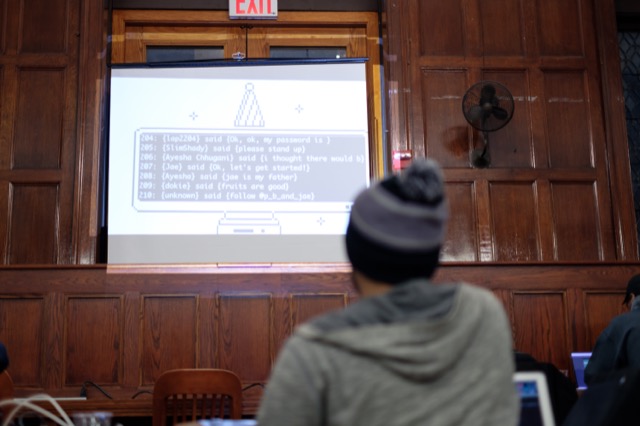 EXIT
204: {lap2204} said {Ok, ok, my password is }
205: {SlimShady} said {please stand up}
206: {Ayesha Chhugani} said {i thought there would b
207: {Joe} said {Ok, let's get started!}
208: {Ayesha} said {joe is my father}
209: {dokie} said {fruits are good}
210: {unknown} said {follow @p_b_and_jos}